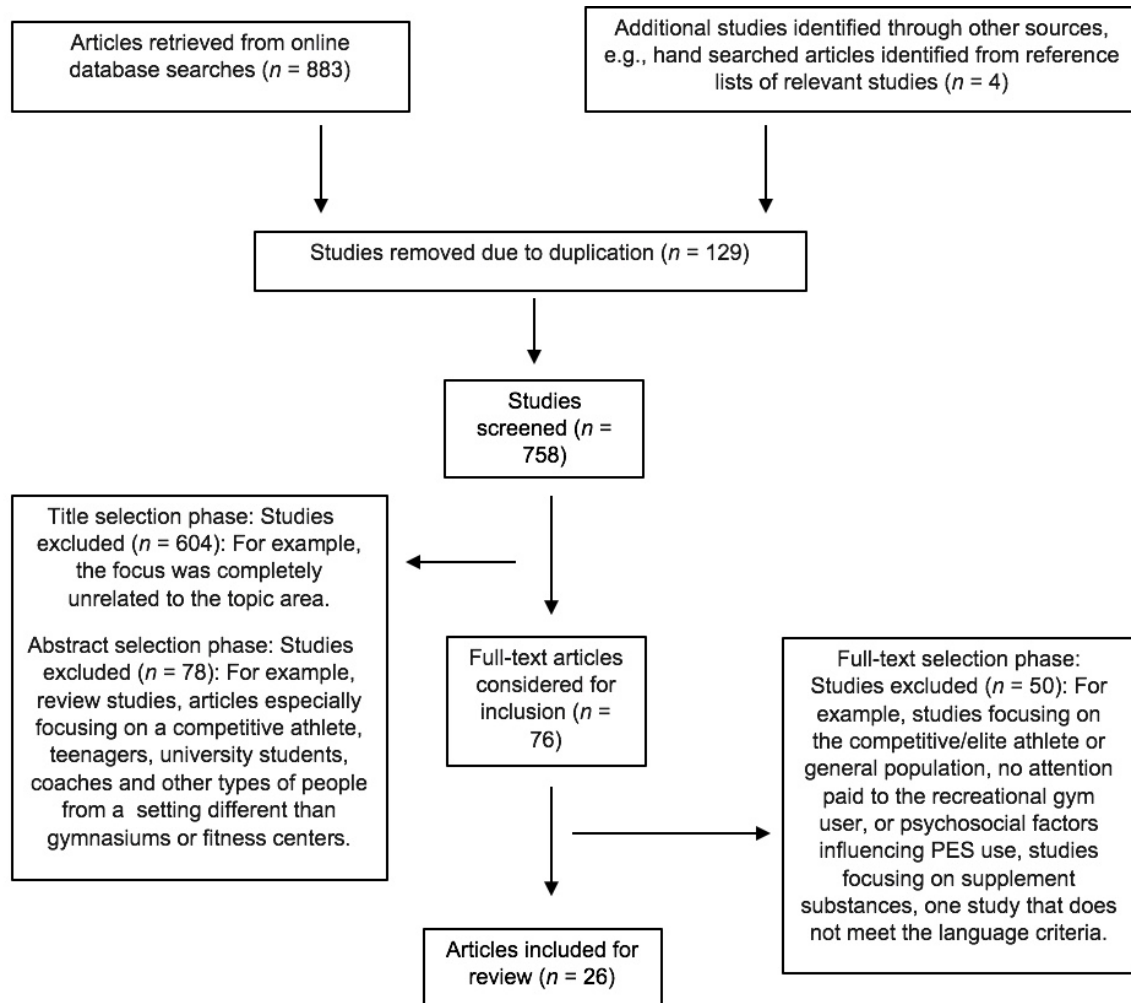 Articles retrieved from online
database searches (n = 883)
Additional studies identified through other sources,
e.g., hand searched articles identified from reference
lists of relevant studies (n = 4)
Studies removed due to duplication (n = 129)
Studies
screened (n =
758)
Title selection phase: Studies
excluded (n = 604): For example,
the focus was completely
unrelated to the topic area.
Abstract selection phase: Studies
excluded (n = 78): For example,
review studies, articles especially
focusing on a competitive athlete,
teenagers, university students,
coaches and other types of people
from a setting different than
gymnasiums or fitness centers.
Full-text articles
considered for
inclusion (n =
76)
Full-text selection phase:
Studies excluded (n = 50): For
example, studies focusing on
the competitive/elite athlete or
general population, no attention
paid to the recreational gym
user, or psychosocial factors
influencing PES use, studies
focusing on supplement
substances, one study that does
not meet the language criteria.
Articles included for
review (n = 26)